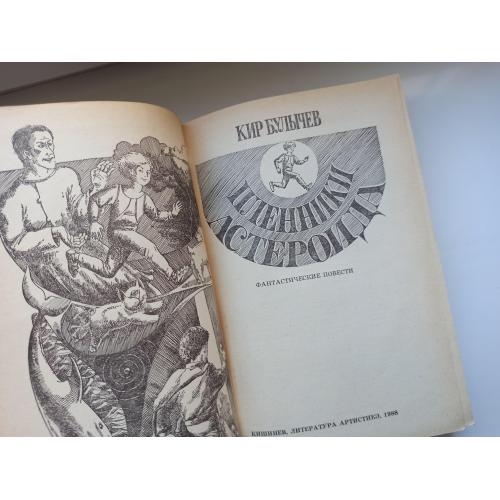 КИР БУЛЫЧЕВ
ПЛЕННИКИ
АСТЕРОИДА
ФАНТАСТИЧЕСКИЕ ПОВЕСТИ
КИШИНЕВ, ЛИТЕРАТУРА АРТИСТИКЭ, 1988